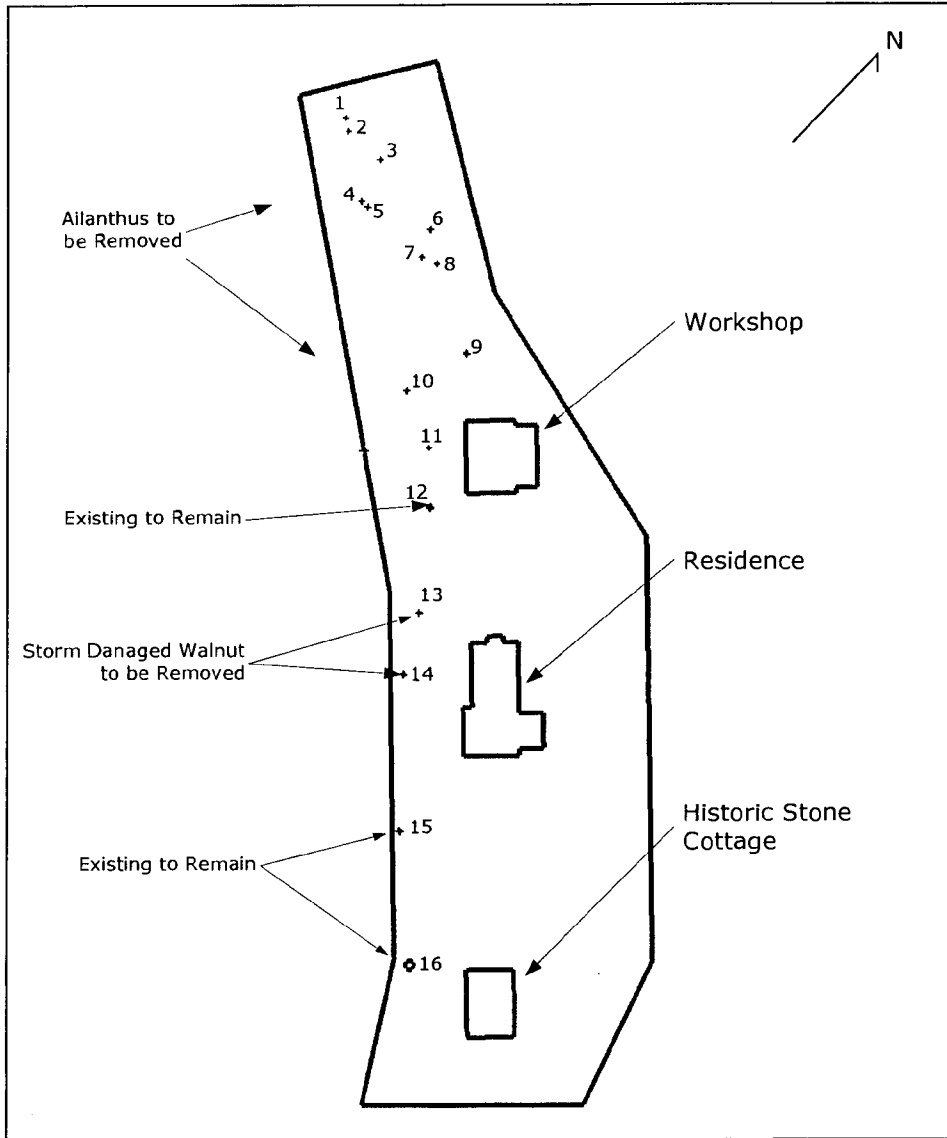 N
1
2
3
4
5
Ailanthus to
be Removed
6
7
8
Workshop
9
10
11
12
Existing to Remain
Residence
13
Storm Danaged Walnut
to be Removed
14
Historic Stone
Cottage
15
Existing to Remain
16